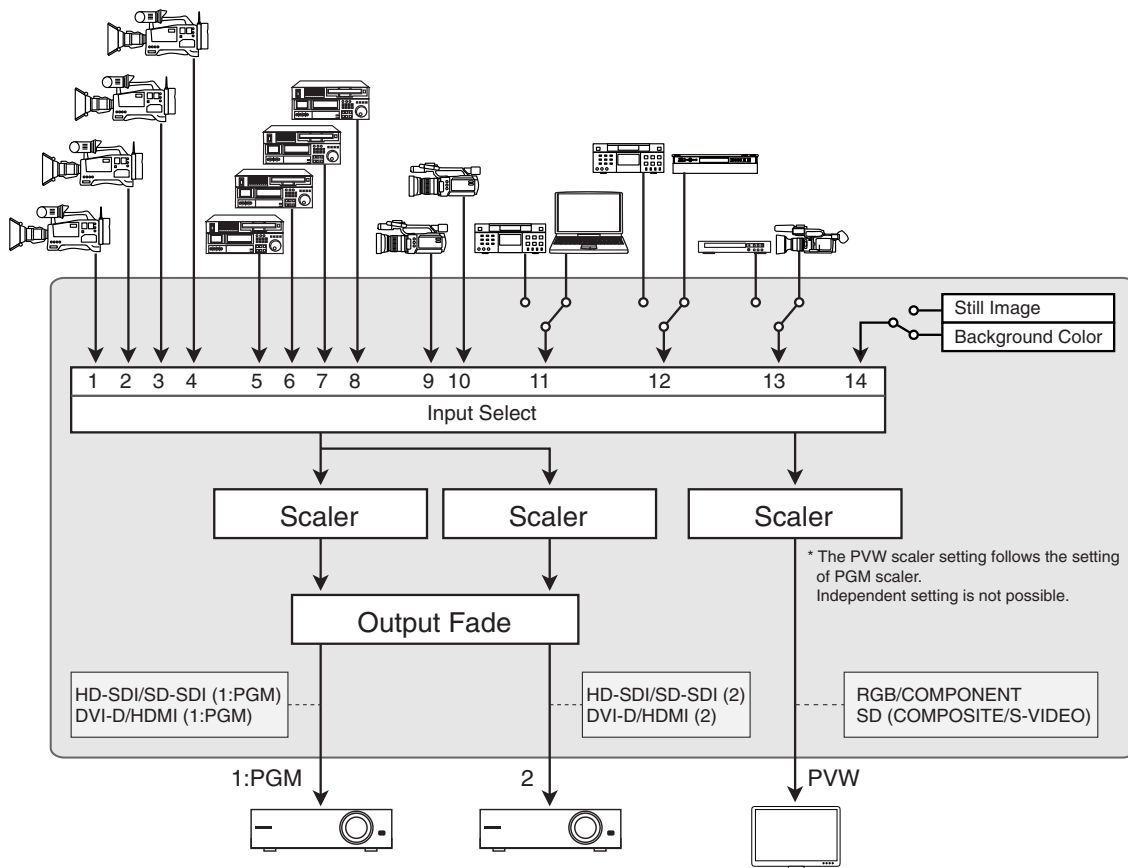 Still Image
Background Color
1 2 3 4 5 6 7 8 9 10 11 12 13 14
Input Select
Scaler Scaler Scaler
* The PVW scaler setting follows the setting
of PGM scaler.
Independent setting is not possible.
Output Fade
HD-SDI/SD-SDI (1:PGM)
DVI-D/HDMI (1:PGM)
HD-SDI/SD-SDI (2)
DVI-D/HDMI (2)
RGB/COMPONENT
SD (COMPOSITE/S-VIDEO)
1:PGM 2 PVW